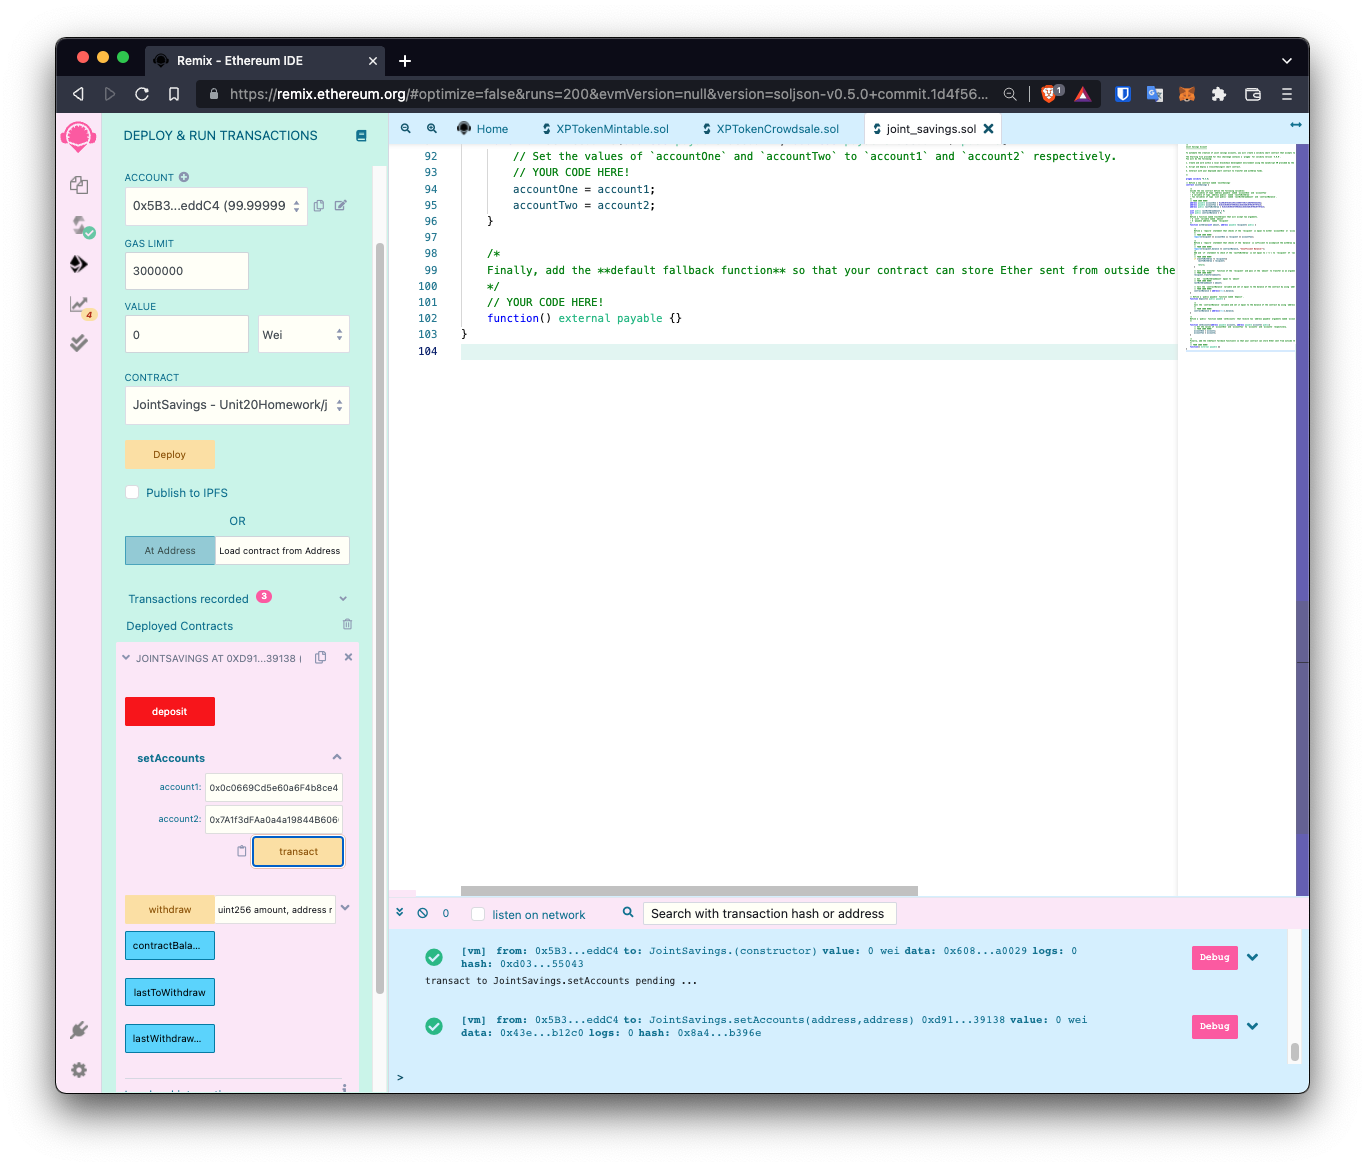 Remix - Ethereum IDE
https://remix.ethereum.org/#optimize=false&runs=200&evmVersion=null&version=soljson-v0.5.0+commit.1d4f56...
1
DEPLOY & RUN TRANSACTIONS
Home
XPTokenMintable.sol
XPTokenCrowdsale.sol
joint_savings.sol
ACCOUNT
0x5B3...eddC4 (99.99999
GAS LIMIT
3000000
VALUE
0
Wei
4
CONTRACT
JointSavings - Unit20Homework/j
Deploy
Publish to IPFS
OR
At Address
Load contract from Address
Transactions recorded 3
Deployed Contracts
JOINTSAVINGS AT 0XD91...39138 (
deposit
setAccounts
account1: 0x0c0669Cd5e60a6F4b8ce4
account2: 0x7A1f3dFAa0a4a19844B606
transact
withdraw
uint256 amount, address r
contractBala...
lastToWithdraw
lastWithdraw...
92 // Set the values of `accountOne` and `accountTwo` to `account1` and `account2` respectively.
93 // YOUR CODE HERE!
94 accountOne = account1;
95 accountTwo = account2;
96 }
97
98 /*
99 Finally, add the **default fallback function** so that your contract can store Ether sent from outside the
100 */
101 // YOUR CODE HERE!
102 function() external payable {}
103 }
104
0
listen on network
Search with transaction hash or address
[vm] from: 0x5B3...eddC4 to: JointSavings.(constructor) value: 0 wei data: 0x608...a0029 logs: 0
hash: 0xd03...55043
Debug
transact to JointSavings.setAccounts pending ...
[vm] from: 0x5B3...eddC4 to: JointSavings.setAccounts(address,address) 0xd91...39138 value: 0 wei
data: 0x43e...b12c0 logs: 0 hash: 0x8a4...b396e
Debug
>